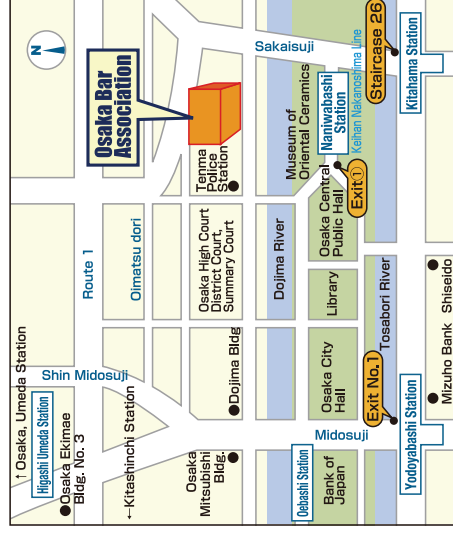 N
Osaka Bar
Association
Sakaisuji
Staircase 26
Kitahama Station
Keihan Nakanoshima Line
Naniwabashi
Station
Museum of
Oriental Ceramics
Exit①
Tenma
Police
Station
Osaka Central
Public Hall
Route 1
Oimatsu dori
Osaka High Court
District Court,
Summary Court
Dojima River
Library
Tosabori River
Shiseido
Mizuho Bank
↑Osaka, Umeda Station
Shin Midosuji
Higashi Umeda Station
Osaka Ekimae
Bldg. No. 3
←Kitashinchi Station
Dojima Bldg
Osaka City
Hall
Exit No.1
Midosuji
Osaka
Mitsubishi
Bldg.
Oebashi Station
Bank of
Japan
Yodoyabashi Station